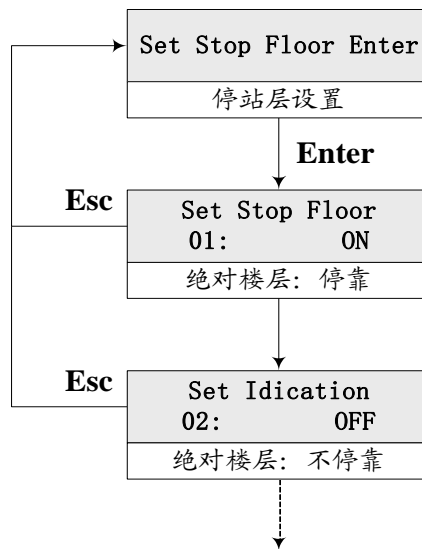 Set Stop Floor Enter
停站层设置
Enter
Esc
Set Stop Floor
01: ON
绝对楼层: 停靠
Esc
Set Idication
02: OFF
绝对楼层: 不停靠